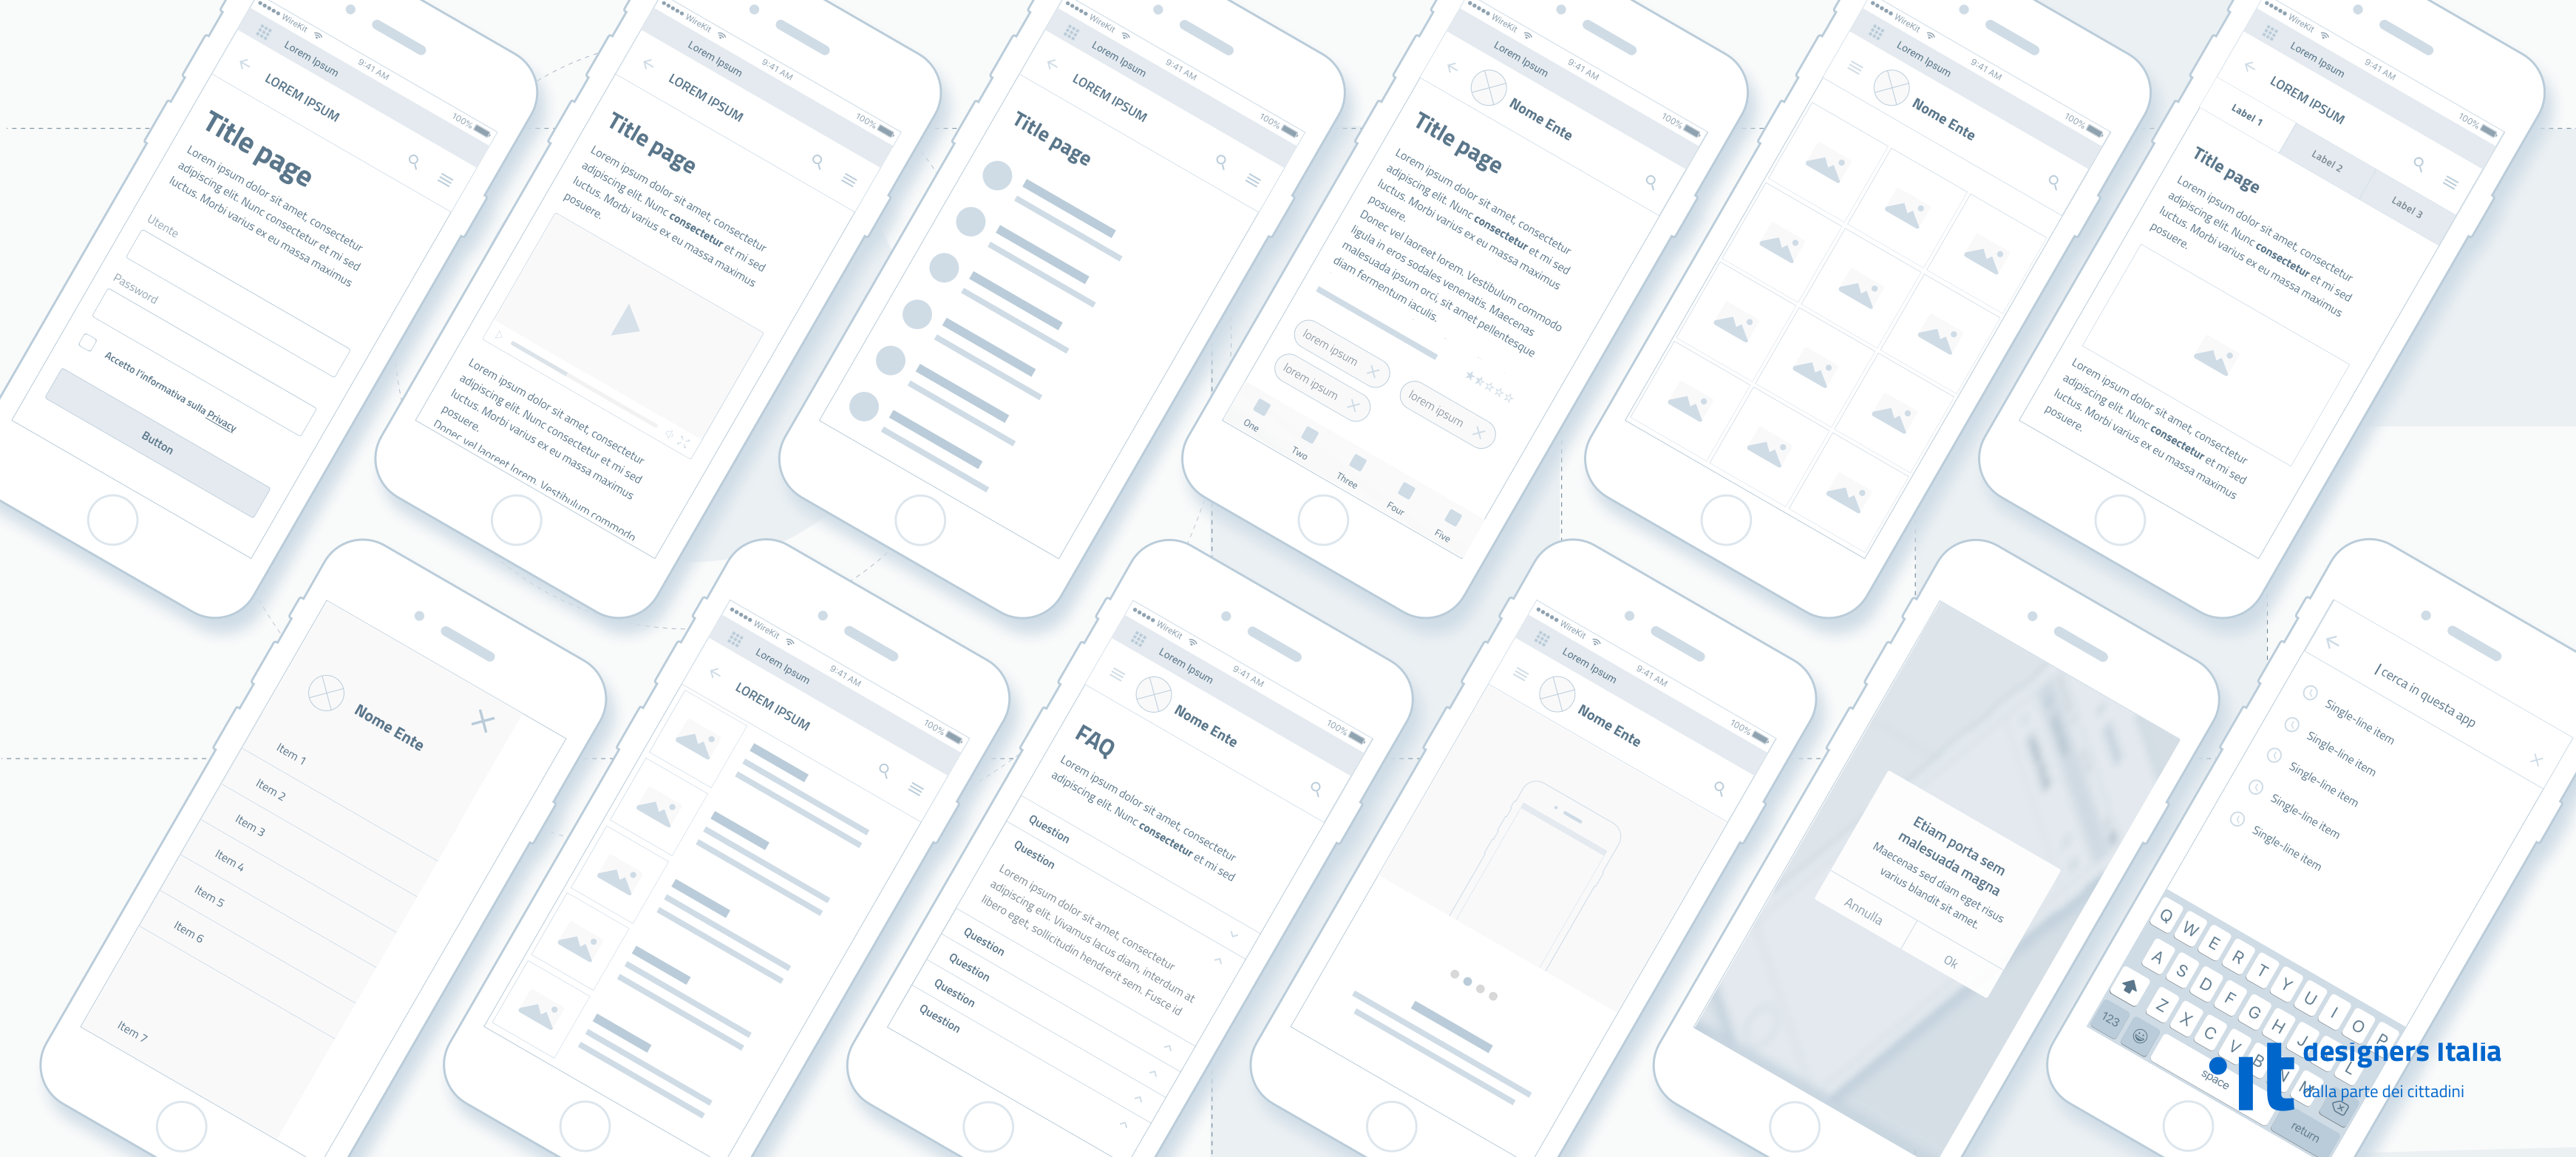 WireKit
9:41 AM
100%
Lorem Ipsum
LOREM IPSUM
Title page
Lorem ipsum dolor sit amet, consectetur
adipiscing elit. Nunc consectetur et mi sed
luctus. Morbi varius ex eu massa maximus
Utente
Password
Accetto l'informativa sulla Privacy
Button
WireKit
9:41 AM
100%
Lorem Ipsum
LOREM IPSUM
Title page
Lorem ipsum dolor sit amet, consectetur
adipiscing elit. Nunc consectetur et mi sed
luctus. Morbi varius ex eu massa maximus
posuere.
Lorem ipsum dolor sit amet, consectetur
adipiscing elit. Nunc consectetur et mi sed
luctus. Morbi varius ex eu massa maximus
posuere.
Donec vel laoreet lorem. Vestibulum commodo
WireKit
9:41 AM
100%
Lorem Ipsum
LOREM IPSUM
Title page
WireKit
9:41 AM
100%
Lorem Ipsum
Nome Ente
Title page
Lorem ipsum dolor sit amet, consectetur
adipiscing elit. Nunc consectetur et mi sed
luctus. Morbi varius ex eu massa maximus
posuere.
Donec vel laoreet lorem. Vestibulum commodo
ligula in eros sodales venenatis. Maecenas
malesuada ipsum orci, sit amet pellentesque
diam fermentum iaculis.
lorem ipsum
lorem ipsum
lorem ipsum
One
Two
Three
Four
Five
WireKit
9:41 AM
100%
Lorem Ipsum
Nome Ente
WireKit
9:41 AM
100%
Lorem Ipsum
LOREM IPSUM
Label 1
Label 2
Label 3
Title page
Lorem ipsum dolor sit amet, consectetur
adipiscing elit. Nunc consectetur et mi sed
luctus. Morbi varius ex eu massa maximus
posuere.
Lorem ipsum dolor sit amet, consectetur
adipiscing elit. Nunc consectetur et mi sed
luctus. Morbi varius ex eu massa maximus
posuere.
Nome Ente
Item 1
Item 2
Item 3
Item 4
Item 5
Item 6
Item 7
WireKit
9:41 AM
100%
Lorem Ipsum
LOREM IPSUM
WireKit
9:41 AM
100%
Lorem Ipsum
Nome Ente
FAQ
Lorem ipsum dolor sit amet, consectetur
adipiscing elit. Nunc consectetur et mi sed
Question
Question
Lorem ipsum dolor sit amet, consectetur
adipiscing elit. Vivamus lacus diam, interdum at
libero eget, sollicitudin hendrerit sem. Fusce id
Question
Question
Question
Question
WireKit
9:41 AM
100%
Lorem Ipsum
Nome Ente
Etiam porta sem
malesuada magna
Maecenas sed diam eget risus
varius blandit sit amet.
Annulla
Ok
cerca in questa app
Single-line item
Single-line item
Single-line item
Single-line item
Single-line item
Q W E R T Y U I O P
A S D F G H J L
Z X C V B N M
123
space
return
.it
designers Italia
dalla parte dei cittadini